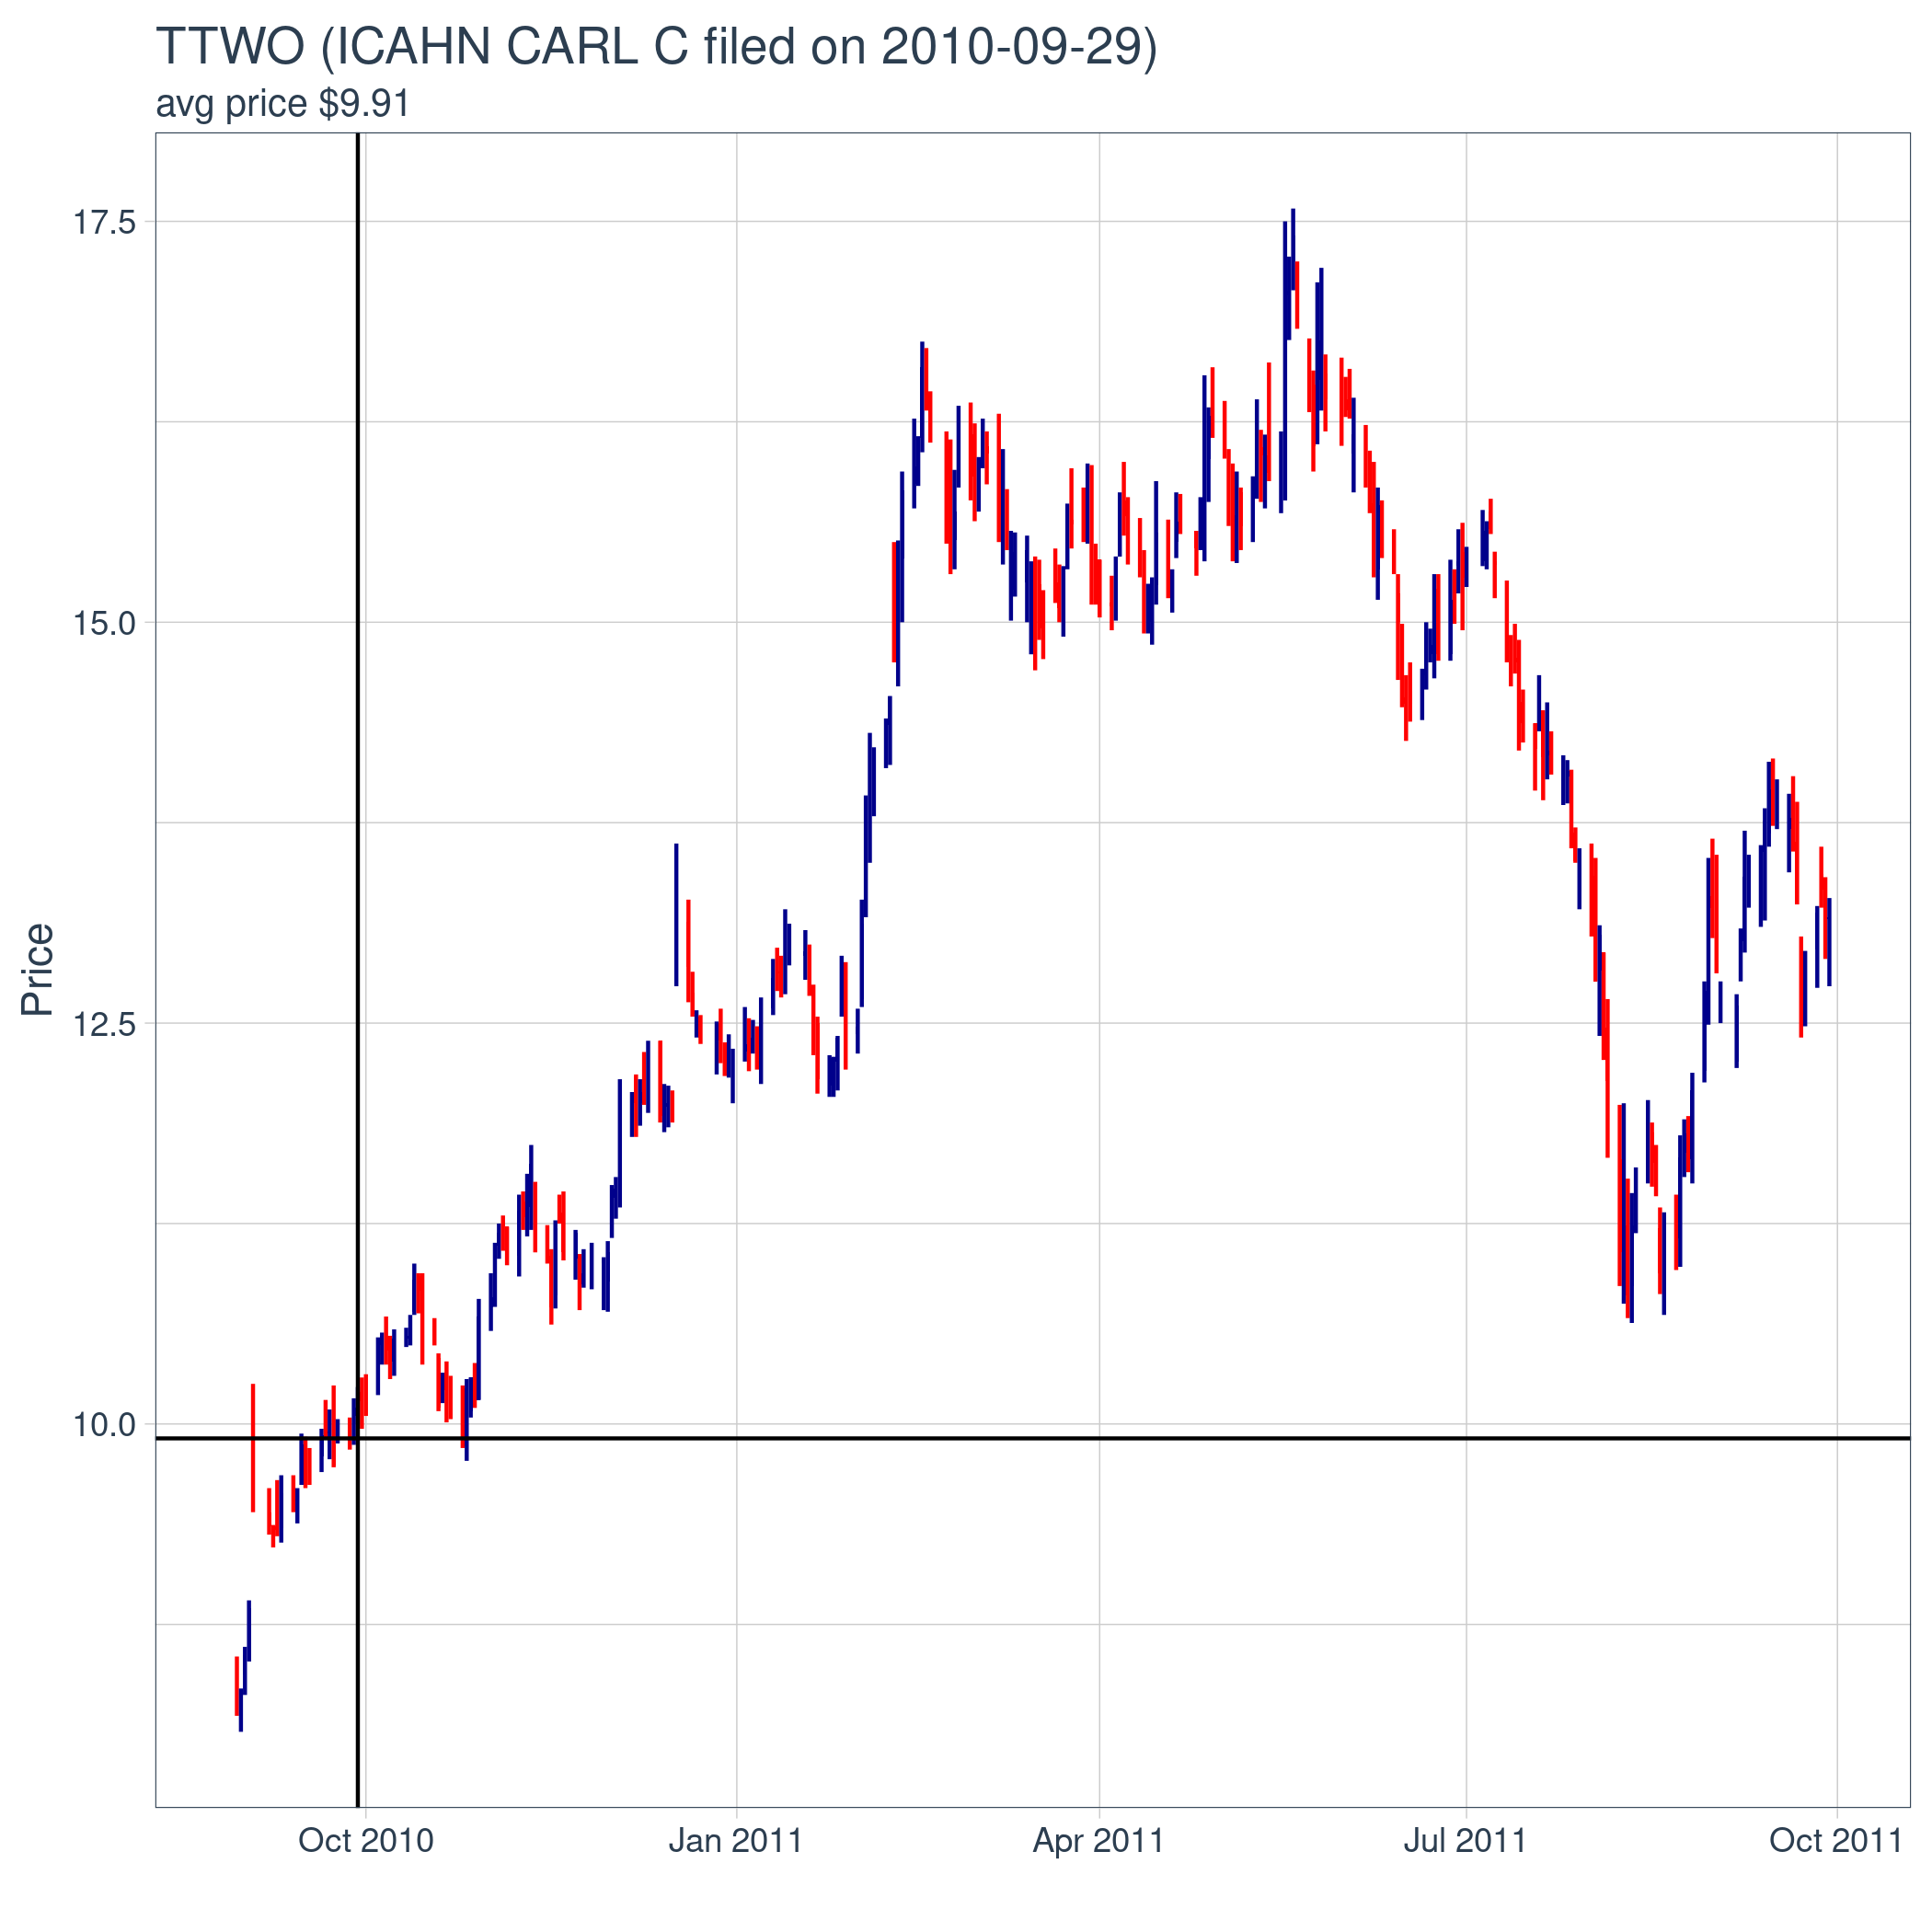 TTWO (ICAHN CARL C filed on 2010-09-29)
avg price $9.91
17.5
15.0
12.5
10.0
Price
Oct 2010
Jan 2011
Apr 2011
Jul 2011
Oct 2011